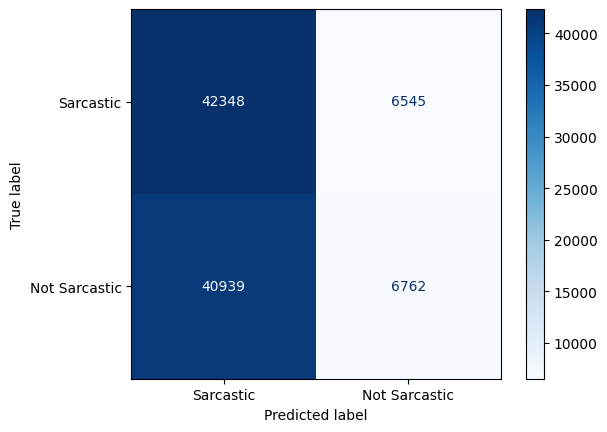 Sarcastic
42348 6545
Not Sarcastic
40939 6762
True label
Sarcastic Not Sarcastic
Predicted label
40000
35000
30000
25000
20000
15000
10000